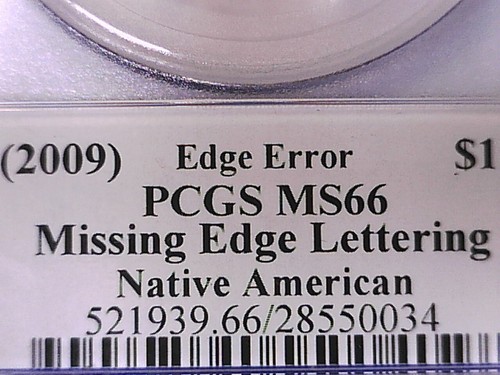 (2009) Edge Error $1
PCGS MS66
Missing Edge Lettering
Native American
521939.66/28550034